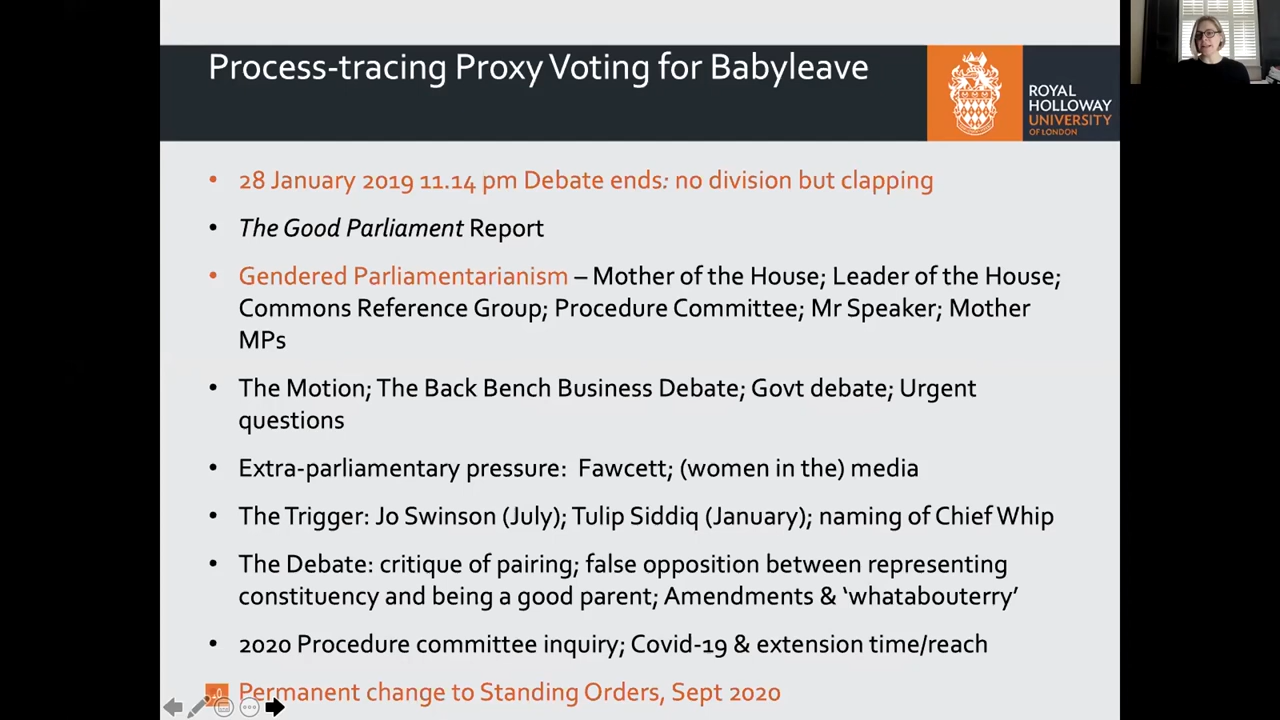 Process-tracing Proxy Voting for Babyleave
ROYAL
HOLLOWAY
UNIVERSITY
OF LONDON
• 28 January 2019 11.14 pm Debate ends: no division but clapping
• The Good Parliament Report
• Gendered Parliamentarianism – Mother of the House; Leader of the House;
Commons Reference Group; Procedure Committee; Mr Speaker; Mother
MPs
• The Motion; The Back Bench Business Debate; Govt debate; Urgent
questions
• Extra-parliamentary pressure:  Fawcett; (women in the) media
• The Trigger: Jo Swinson (July); Tulip Siddiq (January); naming of Chief Whip
• The Debate: critique of pairing; false opposition between representing
constituency and being a good parent; Amendments & ‘whatabouterry’
• 2020 Procedure committee inquiry; Covid-19 & extension time/reach
Permanent change to Standing Orders, Sept 2020